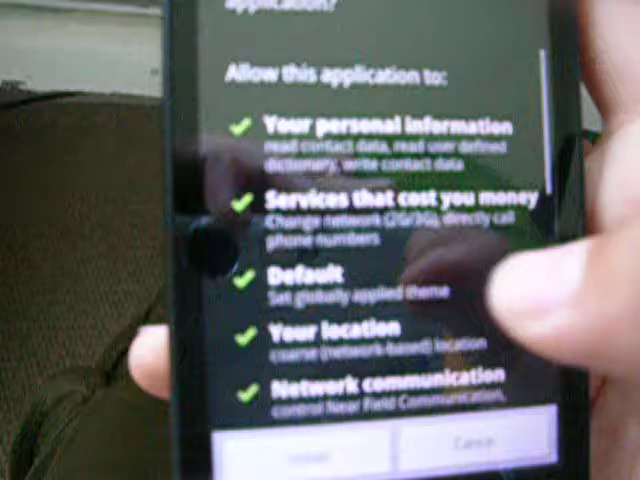 application?
Allow this application to:
Your personal information
read contact data, read user defined
dictionary, write contact data
Services that cost you money
Change network (2G/3G), directly call
phone numbers
Default
Set globally applied theme
Your location
coarse (network-based) location
Network communication
control Near Field Communication,
Cancel